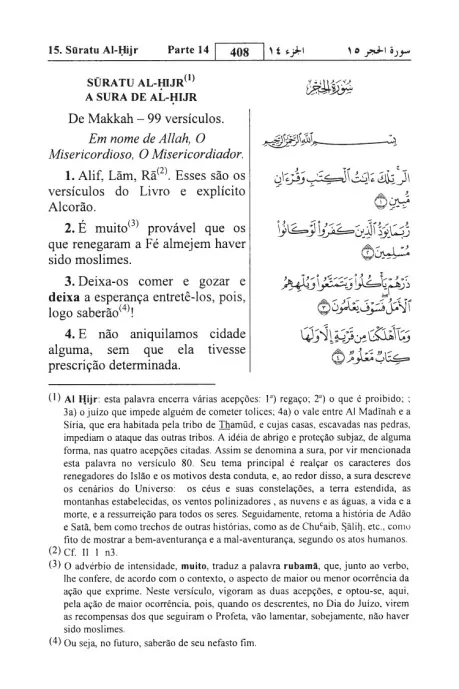 15. Sūratu Al-Ḥijr Parte 14 408 الجزء ١٤ سورة الحجر ١٥
SŪRATU AL-ḤIJR(1)
A SURA DE AL-ḤIJR
De Makkah – 99 versículos.
Em nome de Allah, O
Misericordioso, O Misericordiador.
1. Alif, Lām, Rā(2). Esses são os
versículos do Livro e explícito
Alcorão.
2. É muito(3) provável que os
que renegaram a Fé almejem haver
sido moslimes.
3. Deixa-os comer e gozar e
deixa a esperança entretê-los, pois,
logo saberão(4)!
4. E não aniquilamos cidade
alguma, sem que ela tivesse
prescrição determinada.
سُورَةُ الحِجْرِ
بِسْمِ اللَّهِ الرَّحْمَٰنِ الرَّحِيمِ
الٓر ۚ تِلْكَ ءَايَٰتُ ٱلْكِتَٰبِ وَقُرْءَانٍ
مُّبِينٍ ١
رُّبَمَا يَوَدُّ ٱلَّذِينَ كَفَرُوا۟ لَوْ كَانُوا۟
مُسْلِمِينَ ٢
ذَرْهُمْ يَأْكُلُوا۟ وَيَتَمَتَّعُوا۟ وَيُلْهِهِمُ
ٱلْأَمَلُ ۖ فَسَوْفَ يَعْلَمُونَ ٣
وَمَآ أَهْلَكْنَا مِن قَرْيَةٍ إِلَّا وَلَهَا
كِتَابٌ مَّعْلُومٌ ٤
(1) Al Ḥijr: esta palavra encerra várias acepções: 1ª) regaço; 2ª) o que é proibido; ;
3a) o juízo que impede alguém de cometer tolices; 4a) o vale entre Al Madīnah e a
Síria, que era habitada pela tribo de Thamūd, e cujas casas, escavadas nas pedras,
impediam o ataque das outras tribos. A idéia de abrigo e proteção subjaz, de alguma
forma, nas quatro acepções citadas. Assim se denomina a sura, por vir mencionada
esta palavra no versículo 80. Seu tema principal é realçar os caracteres dos
renegadores do Islão e os motivos desta conduta, e, ao redor disso, a sura descreve
os cenários do Universo: os céus e suas constelações, a terra estendida, as
montanhas estabelecidas, os ventos polinizadores , as nuvens e as águas, a vida e a
morte, e a ressurreição para todos os seres. Seguidamente, retoma a história de Adão
e Satã, bem como trechos de outras histórias, como as de Chuᶜaib, Ṣāliḥ, etc., como
fito de mostrar a bem-aventurança e a mal-aventurança, segundo os atos humanos.
(2) Cf. II 1 n3.
(3) O advérbio de intensidade, muito, traduz a palavra rubamā, que, junto ao verbo,
lhe confere, de acordo com o contexto, o aspecto de maior ou menor ocorrência da
ação que exprime. Neste versículo, vigoram as duas acepções, e optou-se, aqui,
pela ação de maior ocorrência, pois, quando os descrentes, no Dia do Juízo, virem
as recompensas dos que seguiram o Profeta, vão lamentar, sobejamente, não haver
sido moslimes.
(4) Ou seja, no futuro, saberão de seu nefasto fim.